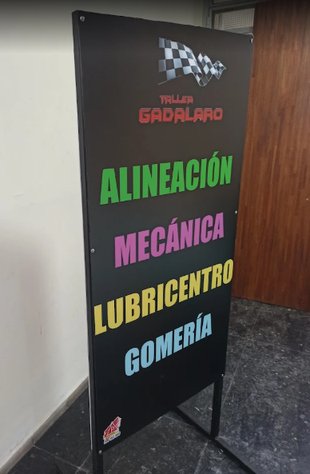 TALLER
GADALARO
ALINEACIÓN
MECÁNICA
LUBRICENTRO
GOMERÍA